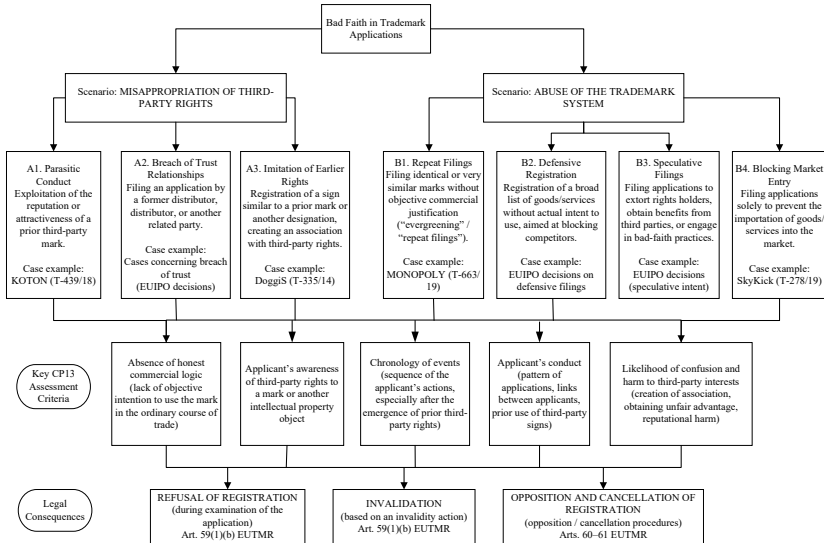 Bad Faith in Trademark
Applications
Scenario: MISAPPROPRIATION OF THIRD-
PARTY RIGHTS
Scenario: ABUSE OF THE TRADEMARK
SYSTEM
A1. Parasitic
Conduct
Exploitation of the
reputation or
attractiveness of a
prior third-party
mark.
Case example:
KOTON (T-439/18)
A2. Breach of Trust
Relationships
Filing an application by
a former distributor,
distributor, or another
related party.
Case example:
Cases concerning breach
of trust
(EUIPO decisions)
A3. Imitation of Earlier
Rights
Registration of a sign
similar to a prior mark or
another designation,
creating an association
with third-party rights.
Case example:
DoggiS (T-335/14)
B1. Repeat Filings
Filing identical or very
similar marks without
objective commercial
justification
(“evergreening” /
“repeat filings”).
Case example:
MONOPOLY (T-663/
19)
B2. Defensive
Registration
Registration of a broad
list of goods/services
without actual intent to
use, aimed at blocking
competitors.
Case example:
EUIPO decisions on
defensive filings
B3. Speculative
Filings
Filing applications to
extort rights holders,
obtain benefits from
third parties, or engage
in bad-faith practices.
Case example:
EUIPO decisions
(speculative intent)
B4. Blocking Market
Entry
Filing applications
solely to prevent the
importation of goods/
services into the
market.
Case example:
SkyKick (T-278/19)
Key CP13
Assessment
Criteria
Absence of honest
commercial logic
(lack of objective
intention to use the mark
in the ordinary course of
trade)
Applicant’s awareness
of third-party rights to
a mark or another
intellectual property
object
Chronology of events
(sequence of the
applicant’s actions,
especially after the
emergence of prior third-
party rights)
Applicant’s conduct
(pattern of
applications, links
between applicants,
prior use of third-party
signs)
Likelihood of confusion and
harm to third-party interests
(creation of association,
obtaining unfair advantage,
reputational harm)
Legal
Consequences
REFUSAL OF REGISTRATION
(during examination of the
application)
Art. 59(1)(b) EUTMR
INVALIDATION
(based on an invalidity action)
Art. 59(1)(b) EUTMR
OPPOSITION AND CANCELLATION OF
REGISTRATION
(opposition / cancellation procedures)
Arts. 60–61 EUTMR